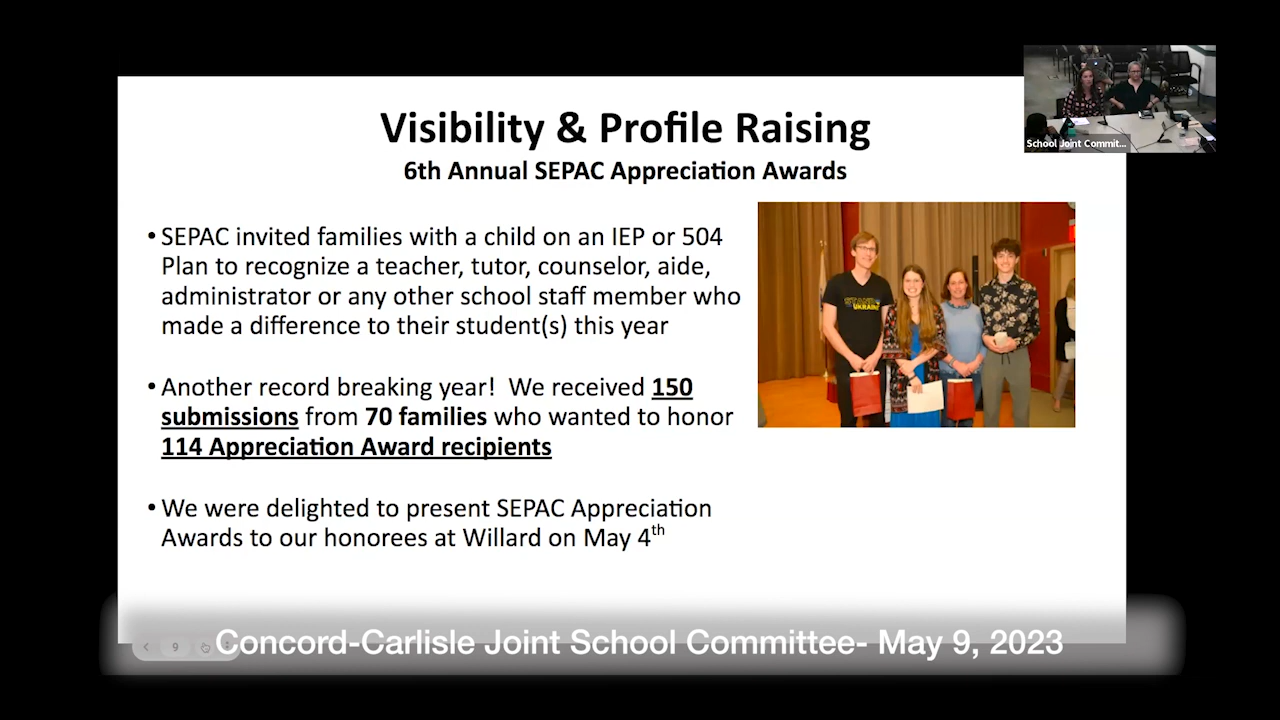 Visibility & Profile Raising
6th Annual SEPAC Appreciation Awards
School Joint Commit...
• SEPAC invited families with a child on an IEP or 504
Plan to recognize a teacher, tutor, counselor, aide,
administrator or any other school staff member who
made a difference to their student(s) this year
• Another record breaking year!  We received 150
submissions from 70 families who wanted to honor
114 Appreciation Award recipients
• We were delighted to present SEPAC Appreciation
Awards to our honorees at Willard on May 4th
UKRAINE
9
Concord-Carlisle Joint School Committee- May 9, 2023